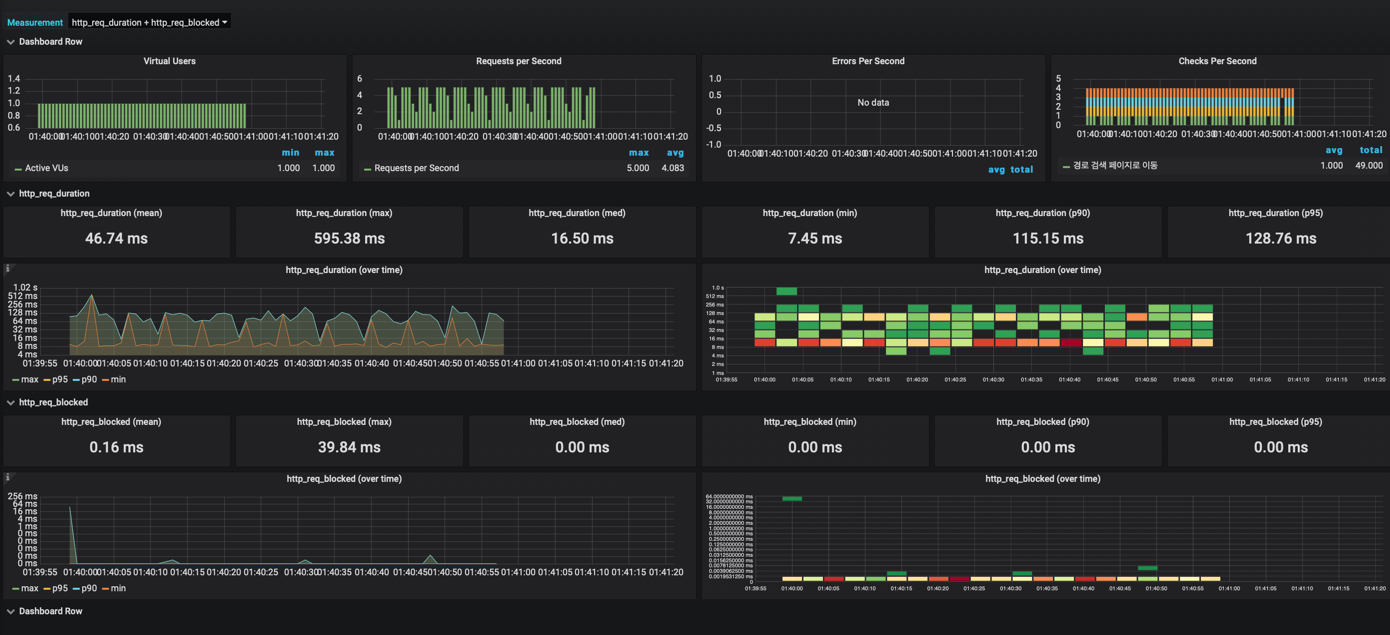 Measurement http_req_duration + http_req_blocked
Dashboard Row
Virtual Users
1.4
1.2
1.0
0.8
0.6
01:40:00 01:40:10 01:40:20 01:40:30 01:40:40 01:40:50 01:41:00 01:41:10 01:41:20
min max
Active VUs 1.000 1.000
Requests per Second
6
4
2
0
01:40:00 01:40:10 01:40:20 01:40:30 01:40:40 01:40:50 01:41:00 01:41:10 01:41:20
max avg
Requests per Second 5.000 4.083
Errors Per Second
1.0
0.5
0
-0.5
-1.0
No data
01:40:00 01:40:10 01:40:20 01:40:30 01:40:40 01:40:50 01:41:00 01:41:10 01:41:20
avg total
Checks Per Second
5
4
3
2
1
0
01:40:00 01:40:10 01:40:20 01:40:30 01:40:40 01:40:50 01:41:00 01:41:10 01:41:20
avg total
경로 검색 페이지로 이동 1.000 49.000
http_req_duration
http_req_duration (mean)
46.74 ms
http_req_duration (max)
595.38 ms
http_req_duration (med)
16.50 ms
http_req_duration (min)
7.45 ms
http_req_duration (p90)
115.15 ms
http_req_duration (p95)
128.76 ms
http_req_duration (over time)
1.02 s
512 ms
256 ms
128 ms
64 ms
32 ms
16 ms
8 ms
4 ms
01:39:55 01:40:00 01:40:05 01:40:10 01:40:15 01:40:20 01:40:25 01:40:30 01:40:35 01:40:40 01:40:45 01:40:50 01:40:55 01:41:00 01:41:05 01:41:10 01:41:15 01:41:20
max p95 p90 min
http_req_duration (over time)
1.0 s
512 ms
256 ms
128 ms
64 ms
32 ms
16 ms
8 ms
4 ms
2 ms
1 ms
01:39:55 01:40:00 01:40:05 01:40:10 01:40:15 01:40:20 01:40:25 01:40:30 01:40:35 01:40:40 01:40:45 01:40:50 01:40:55 01:41:00 01:41:05 01:41:10 01:41:15 01:41:20
http_req_blocked
http_req_blocked (mean)
0.16 ms
http_req_blocked (max)
39.84 ms
http_req_blocked (med)
0.00 ms
http_req_blocked (min)
0.00 ms
http_req_blocked (p90)
0.00 ms
http_req_blocked (p95)
0.00 ms
http_req_blocked (over time)
256 ms
64 ms
16 ms
4 ms
1 ms
0 ms
0 ms
0 ms
0 ms
0 ms
01:39:55 01:40:00 01:40:05 01:40:10 01:40:15 01:40:20 01:40:25 01:40:30 01:40:35 01:40:40 01:40:45 01:40:50 01:40:55 01:41:00 01:41:05 01:41:10 01:41:15 01:41:20
max p95 p90 min
http_req_blocked (over time)
64.0000000000 ms
32.0000000000 ms
16.0000000000 ms
8.0000000000 ms
4.0000000000 ms
2.0000000000 ms
1.0000000000 ms
0.5000000000 ms
0.2500000000 ms
0.1250000000 ms
0.0625000000 ms
0.0312500000 ms
0.0156250000 ms
0.0078125000 ms
0.0039062500 ms
0.0019531250 ms
0
01:39:55 01:40:00 01:40:05 01:40:10 01:40:15 01:40:20 01:40:25 01:40:30 01:40:35 01:40:40 01:40:45 01:40:50 01:40:55 01:41:00 01:41:05 01:41:10 01:41:15 01:41:20
Dashboard Row